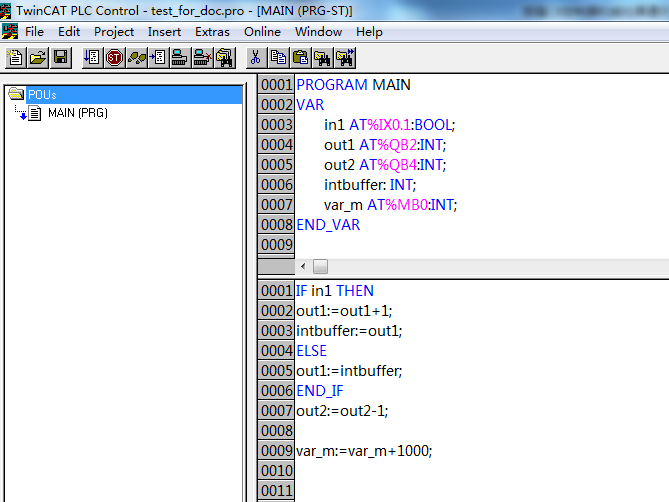 TwinCAT PLC Control - test_for_doc.pro - [MAIN (PRG-ST)]
File Edit Project Insert Extras Online Window Help
POUs
MAIN (PRG)
0001 PROGRAM MAIN
0002 VAR
0003 in1 AT%IX0.1:BOOL;
0004 out1 AT%QB2:INT;
0005 out2 AT%QB4:INT;
0006 intbuffer: INT;
0007 var_m AT%MB0:INT;
0008 END_VAR
0009
0001 IF in1 THEN
0002 out1:=out1+1;
0003 intbuffer:=out1;
0004 ELSE
0005 out1:=intbuffer;
0006 END_IF
0007 out2:=out2-1;
0008
0009 var_m:=var_m+1000;
0010
0011